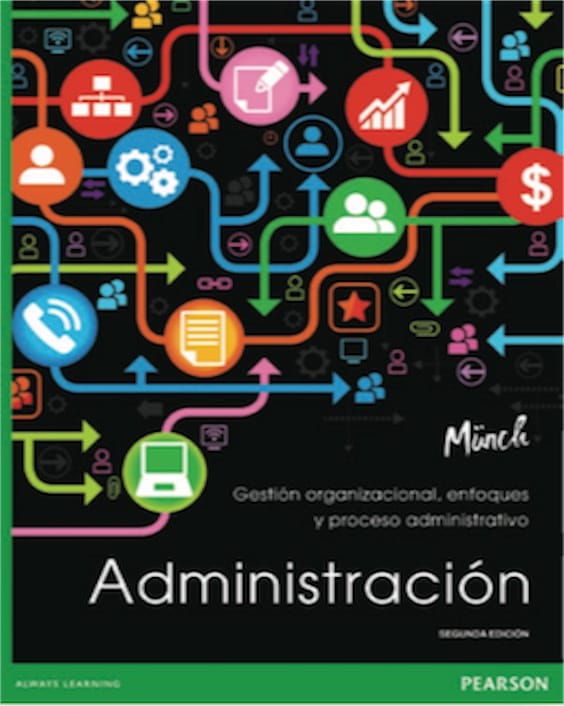 Münch
Gestión organizacional, enfoques
y proceso administrativo
Administración
SEGUNDA EDICIÓN
ALWAYS LEARNING
PEARSON